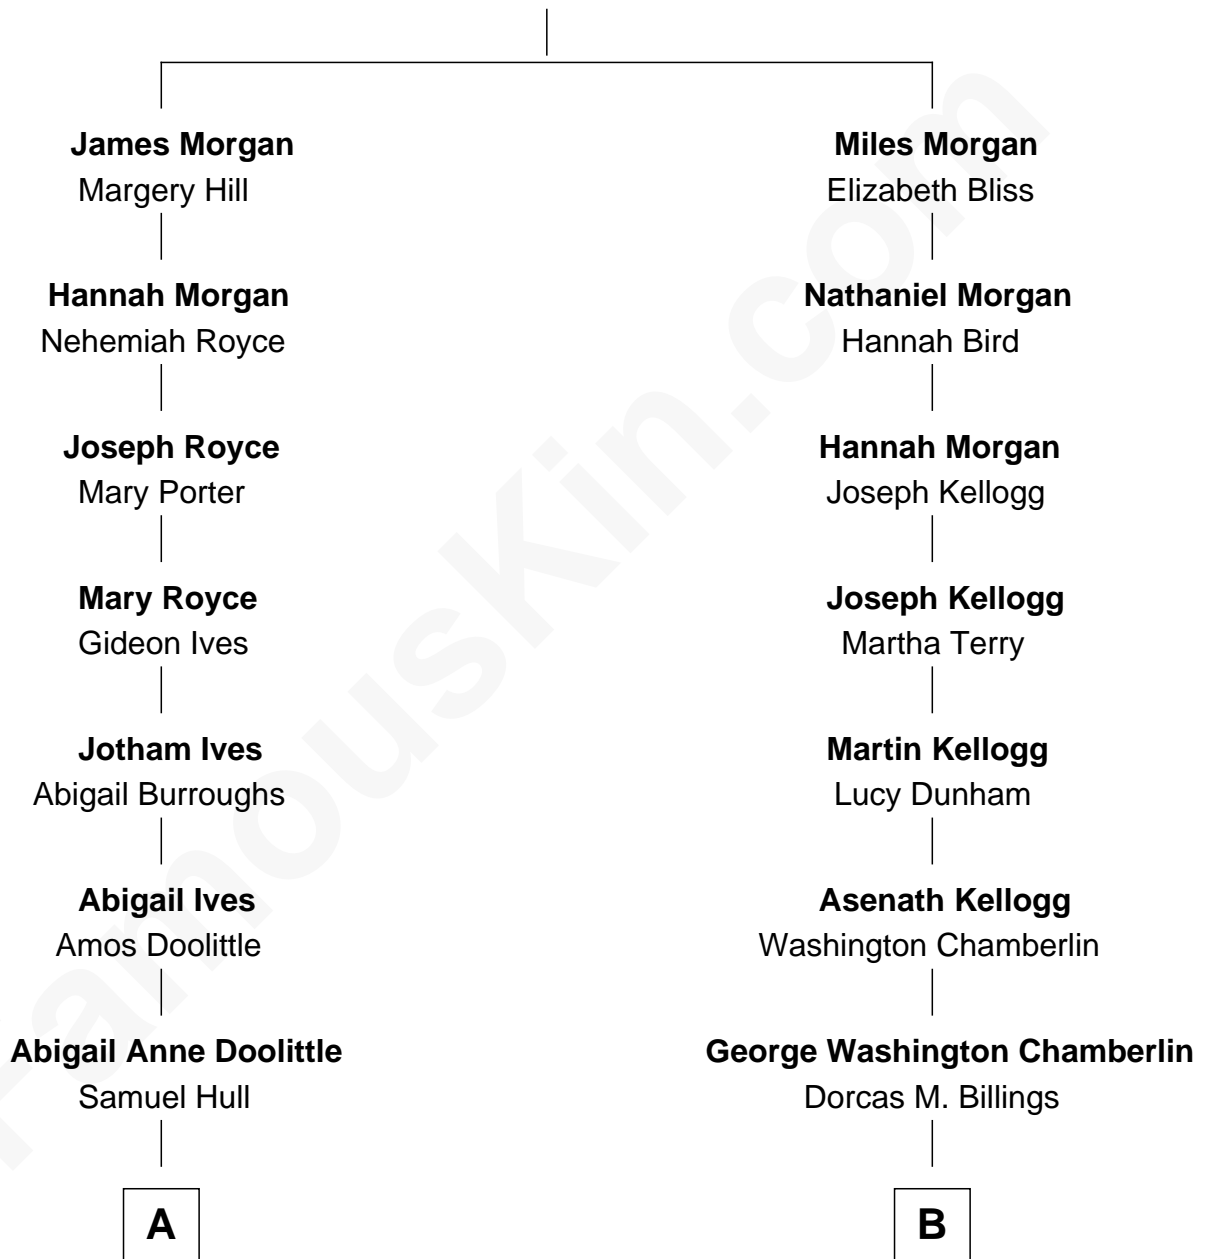 James Morgan
Margery Hill
Hannah Morgan
Nehemiah Royce
Joseph Royce
Mary Porter
Mary Royce
Gideon Ives
Jotham Ives
Abigail Burroughs
Abigail Ives
Amos Doolittle
Abigail Anne Doolittle
Samuel Hull
A
Miles Morgan
Elizabeth Bliss
Nathaniel Morgan
Hannah Bird
Hannah Morgan
Joseph Kellogg
Joseph Kellogg
Martha Terry
Martin Kellogg
Lucy Dunham
Asenath Kellogg
Washington Chamberlin
George Washington Chamberlin
Dorcas M. Billings
B
FamousKin.com